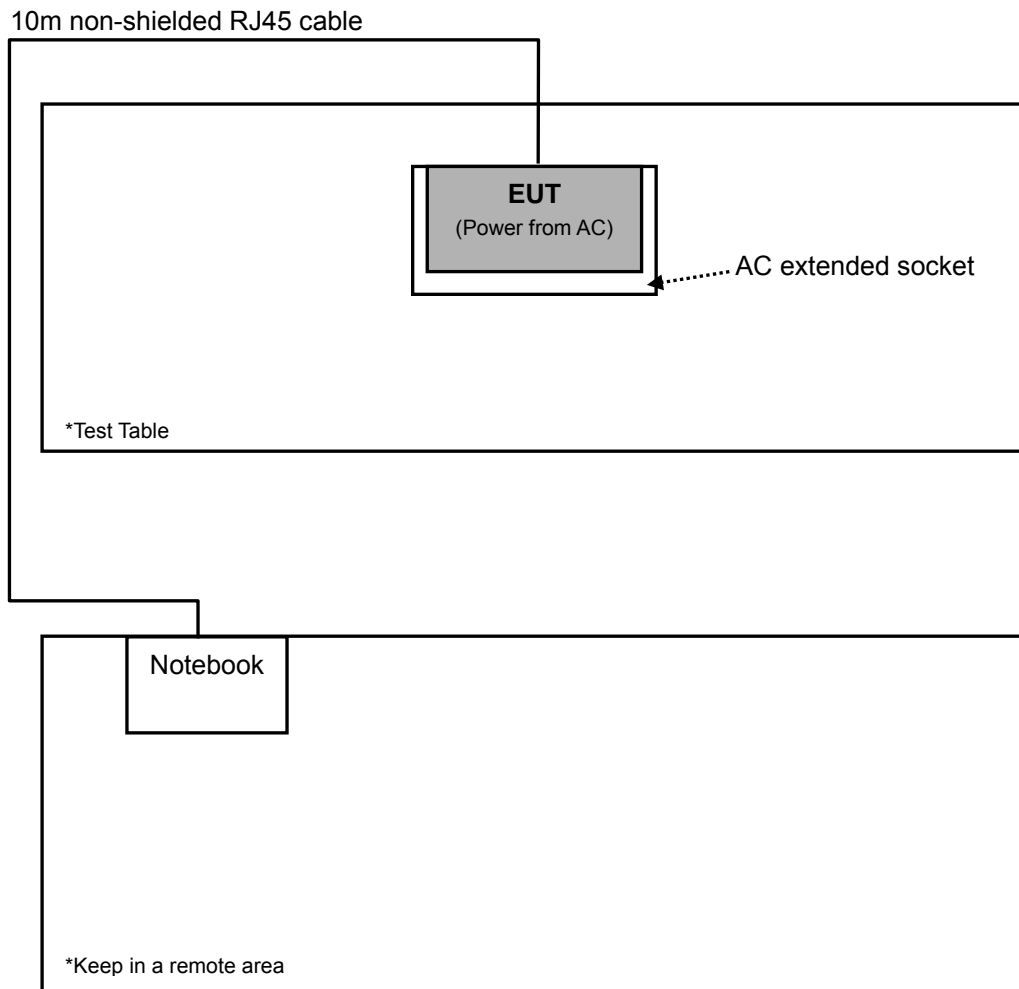 10m non-shielded RJ45 cable
EUT
(Power from AC)
AC extended socket
*Test Table
Notebook
*Keep in a remote area